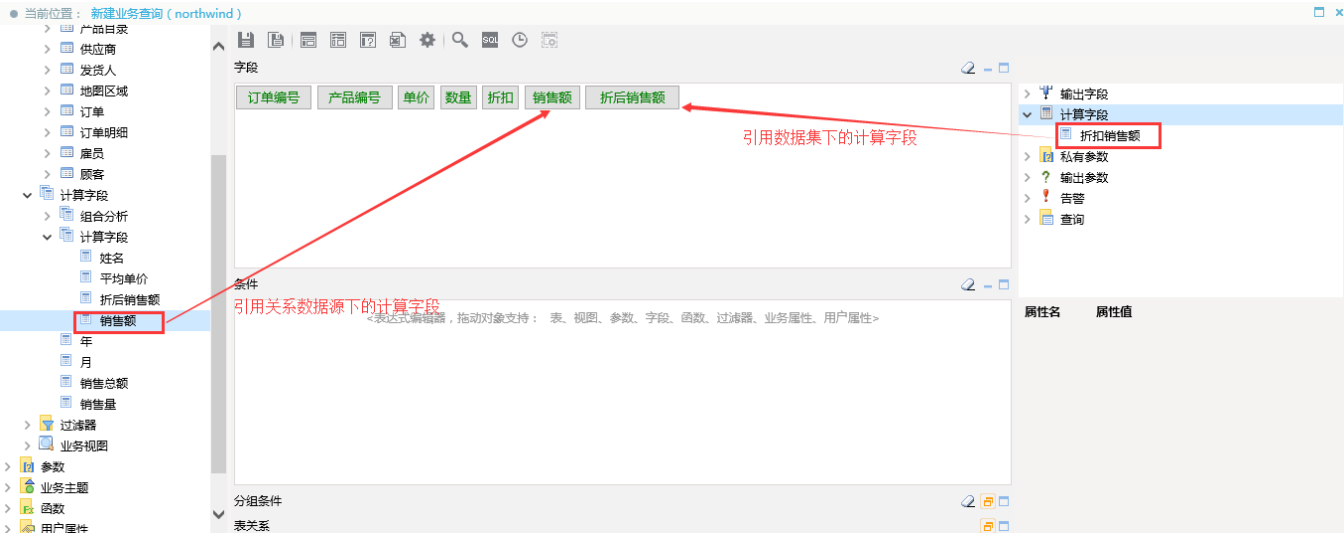 当前位置： 新建业务查询 ( northwind )
产品目录
供应商
发货人
地图区域
订单
订单明细
雇员
顾客
计算字段
组合分析
计算字段
姓名
平均单价
折后销售额
销售额
年
月
销售总额
销售量
过滤器
业务视图
参数
业务主题
函数
用户属性
SQL
字段
订单编号 产品编号 单价 数量 折扣 销售额 折后销售额
引用数据集下的计算字段
条件
引用关系数据源下的计算字段
<表达式编辑器，拖动对象支持： 表、视图、参数、字段、函数、过滤器、业务属性、用户属性>
分组条件
表关系
输出字段
计算字段
折扣销售额
私有参数
输出参数
告警
查询
属性名 属性值